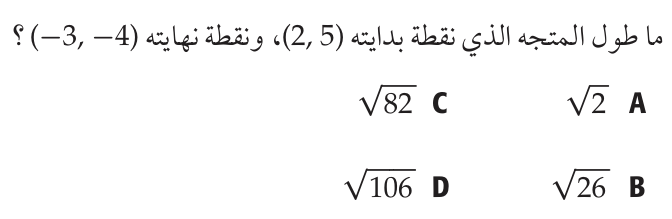 ما طول المتجه الذي نقطة بدايته (2, 5)، ونقطة نهايته (−3, −4) ؟
A √2 C √82
B √26 D √106